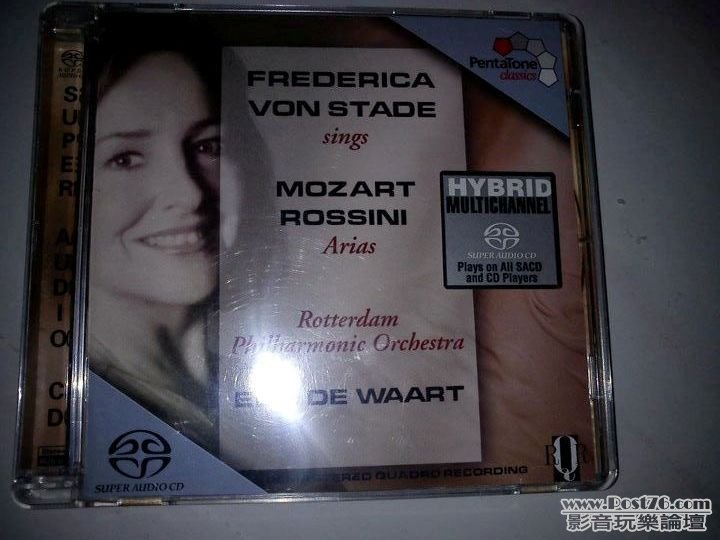 PENTATONE
classics
FREDERICA
VON STADE
sings
MOZART
ROSSINI
Arias
HYBRID
MULTICHANNEL
SUPER AUDIO CD
Plays on All SACD
and CD Players
Rotterdam
Philharmonic Orchestra
DE WAART
QUADRO RECORDING
RQR
SUPER AUDIO CD
www.Post76.com
影音玩樂論壇